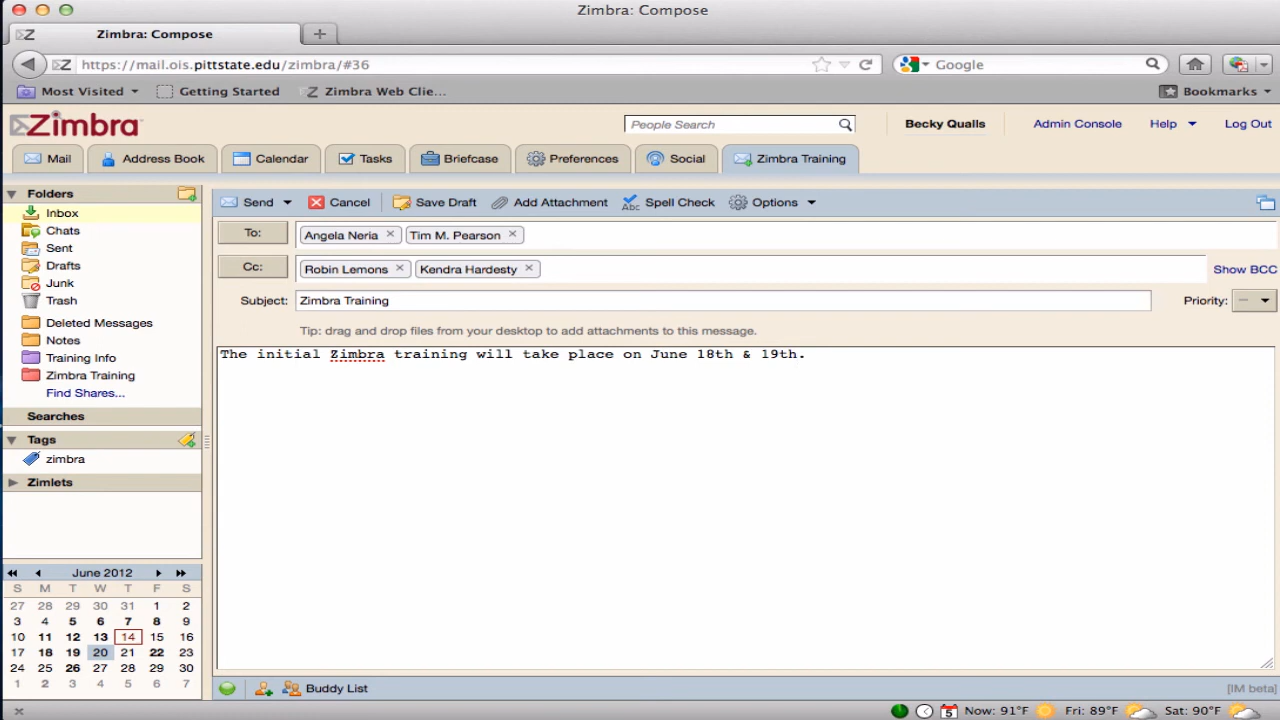 Zimbra: Compose
Zimbra: Compose
https://mail.ois.pittstate.edu/zimbra/#36
Google
Most Visited
Getting Started
Zimbra Web Clie...
Bookmarks
Zimbra
People Search
Becky Qualls
Admin Console
Help
Log Out
Mail
Address Book
Calendar
Tasks
Briefcase
Preferences
Social
Zimbra Training
Folders
Inbox
Chats
Sent
Drafts
Junk
Trash
Deleted Messages
Notes
Training Info
Zimbra Training
Find Shares...
Searches
Tags
zimbra
Zimlets
June 2012
S M T W T F S
27 28 29 30 31 1 2
3 4 5 6 7 8 9
10 11 12 13 14 15 16
17 18 19 20 21 22 23
24 25 26 27 28 29 30
1 2 3 4 5 6 7
Send
Cancel
Save Draft
Add Attachment
Abc
Spell Check
Options
To:
Angela Neria
Tim M. Pearson
Cc:
Robin Lemons
Kendra Hardesty
Show BCC
Subject:
Zimbra Training
Priority:
Tip: drag and drop files from your desktop to add attachments to this message.
The initial Zimbra training will take place on June 18th & 19th.
Buddy List
[IM beta]
5
Now: 91°F
Fri: 89°F
Sat: 90°F